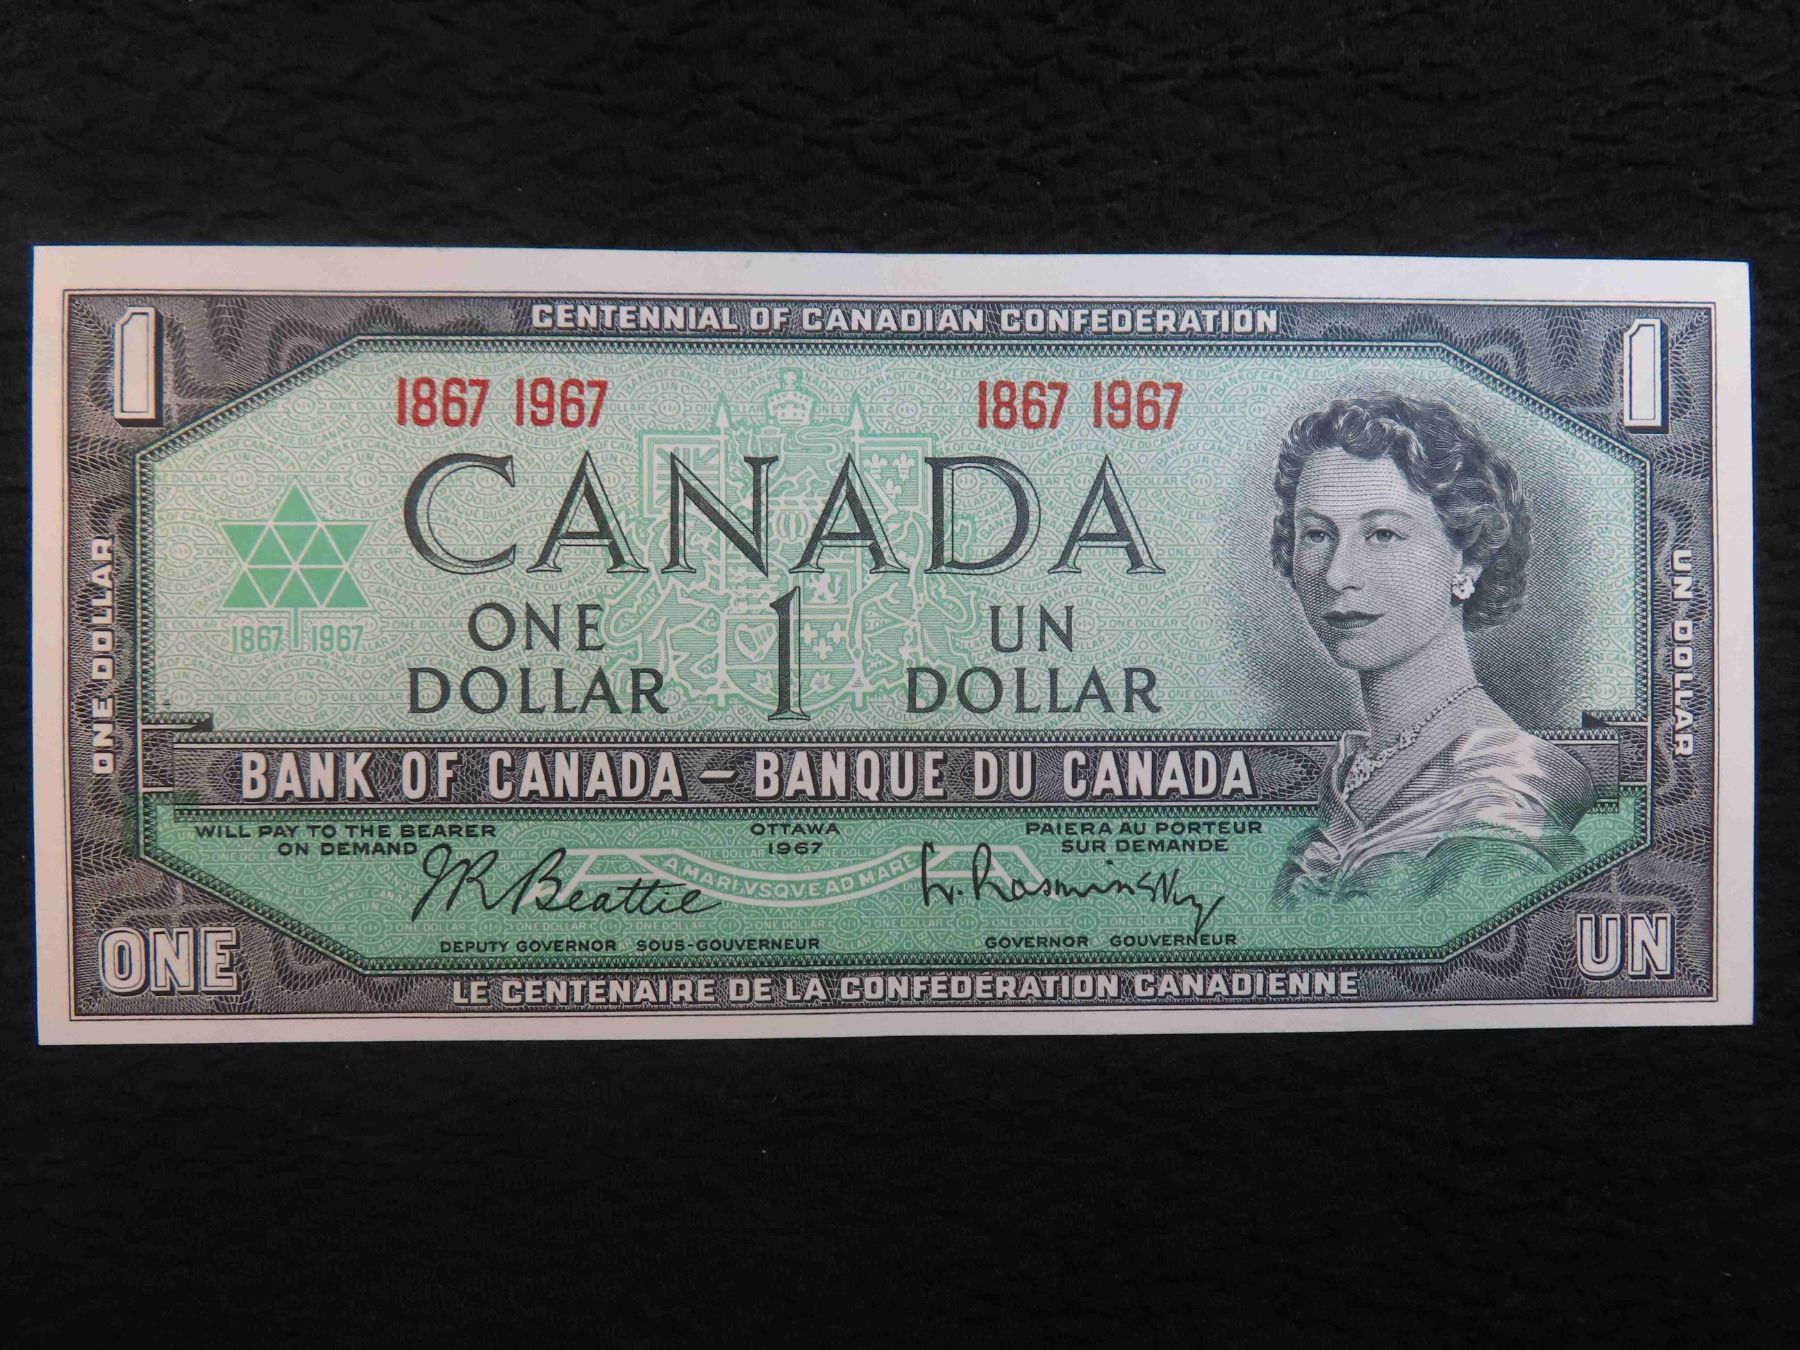 CENTENNIAL OF CANADIAN CONFEDERATION
1 1
1867 1967 1867 1967
CANADA
1867 1967
ONE 1 UN
DOLLAR DOLLAR
ONE DOLLAR
UN DOLLAR
BANK OF CANADA – BANQUE DU CANADA
WILL PAY TO THE BEARER OTTAWA PAIERA AU PORTEUR
ON DEMAND 1967 SUR DEMANDE
A MARI VSQVE AD MARE
JR Beattie L. Rasminsky
DEPUTY GOVERNOR SOUS-GOUVERNEUR GOVERNOR GOUVERNEUR
ONE UN
LE CENTENAIRE DE LA CONFÉDÉRATION CANADIENNE